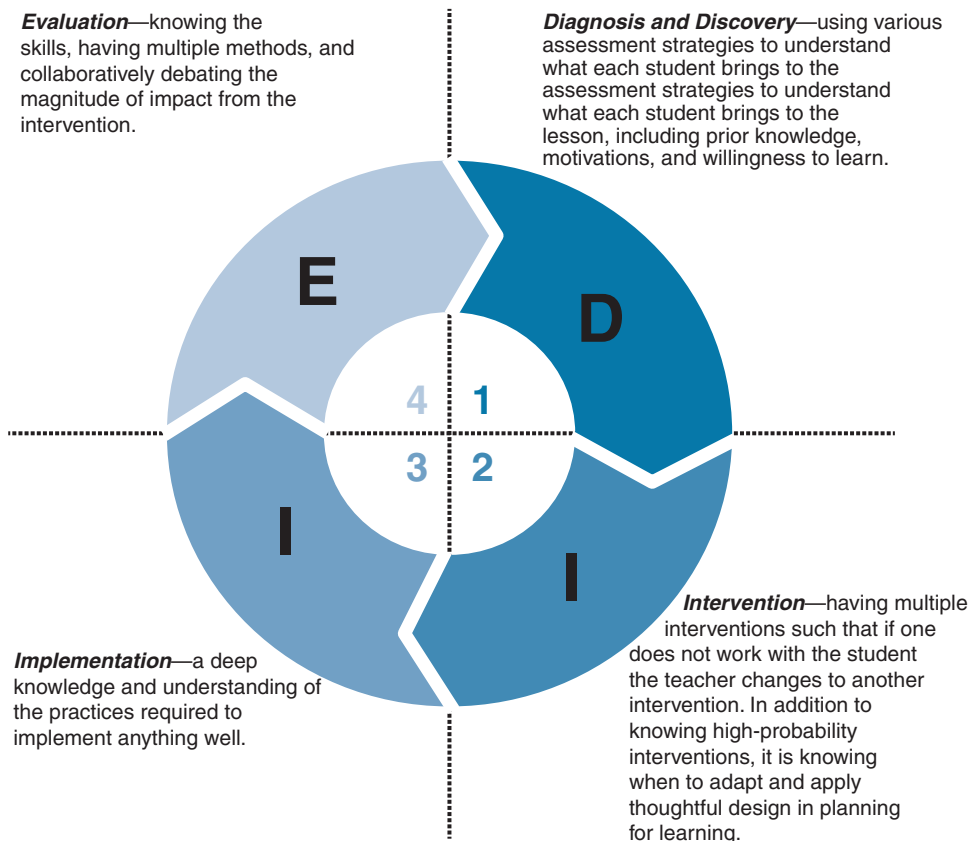 Evaluation—knowing the
skills, having multiple methods, and
collaboratively debating the
magnitude of impact from the
intervention.
Diagnosis and Discovery—using various
assessment strategies to understand
what each student brings to the
assessment strategies to understand
what each student brings to the
lesson, including prior knowledge,
motivations, and willingness to learn.
E
D
4
1
3
2
I
I
Intervention—having multiple
interventions such that if one
does not work with the student
the teacher changes to another
intervention. In addition to
knowing high-probability
interventions, it is knowing
when to adapt and apply
thoughtful design in planning
for learning.
Implementation—a deep
knowledge and understanding of
the practices required to
implement anything well.